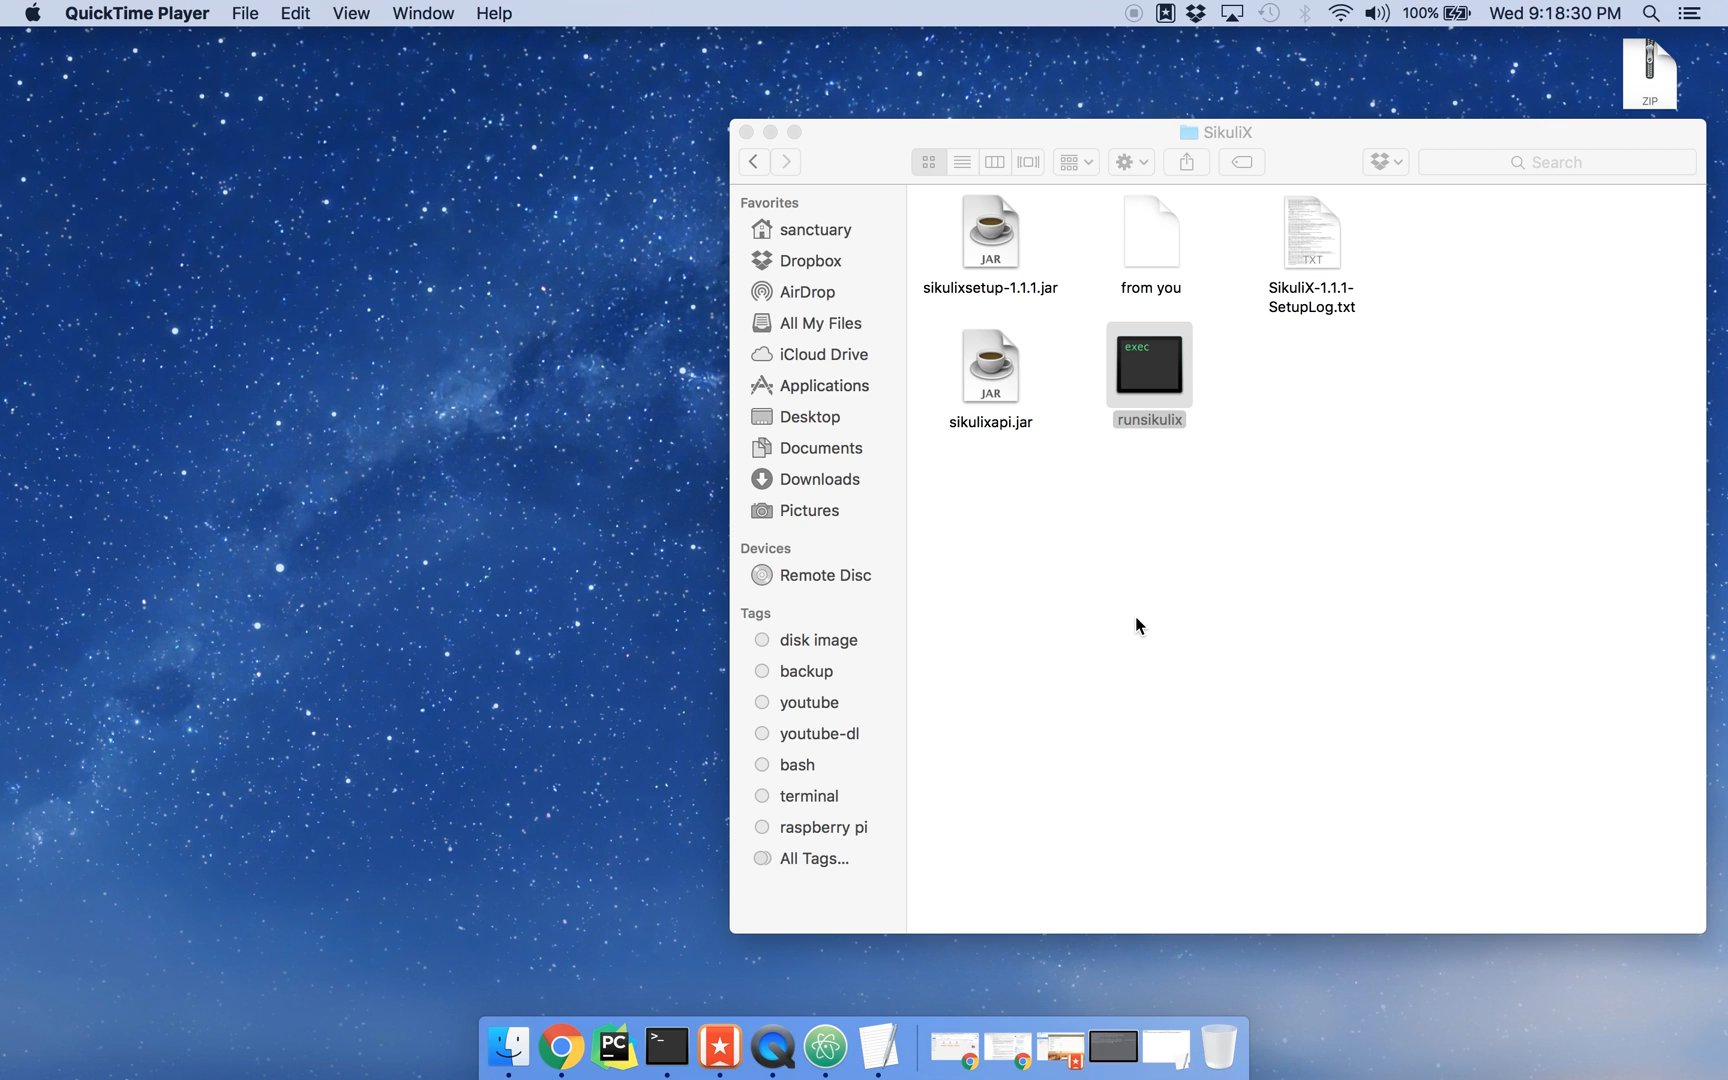 QuickTime Player File Edit View Window Help 100% Wed 9:18:30 PM
ZIP
SikuliX
Search
Favorites
sanctuary
Dropbox
AirDrop
All My Files
iCloud Drive
Applications
Desktop
Documents
Downloads
Pictures
Devices
Remote Disc
Tags
disk image
backup
youtube
youtube-dl
bash
terminal
raspberry pi
All Tags...
JAR
sikulixsetup-1.1.1.jar
from you
TXT
SikuliX-1.1.1-
SetupLog.txt
JAR
sikulixapi.jar
exec
runsikulix
PC
>_